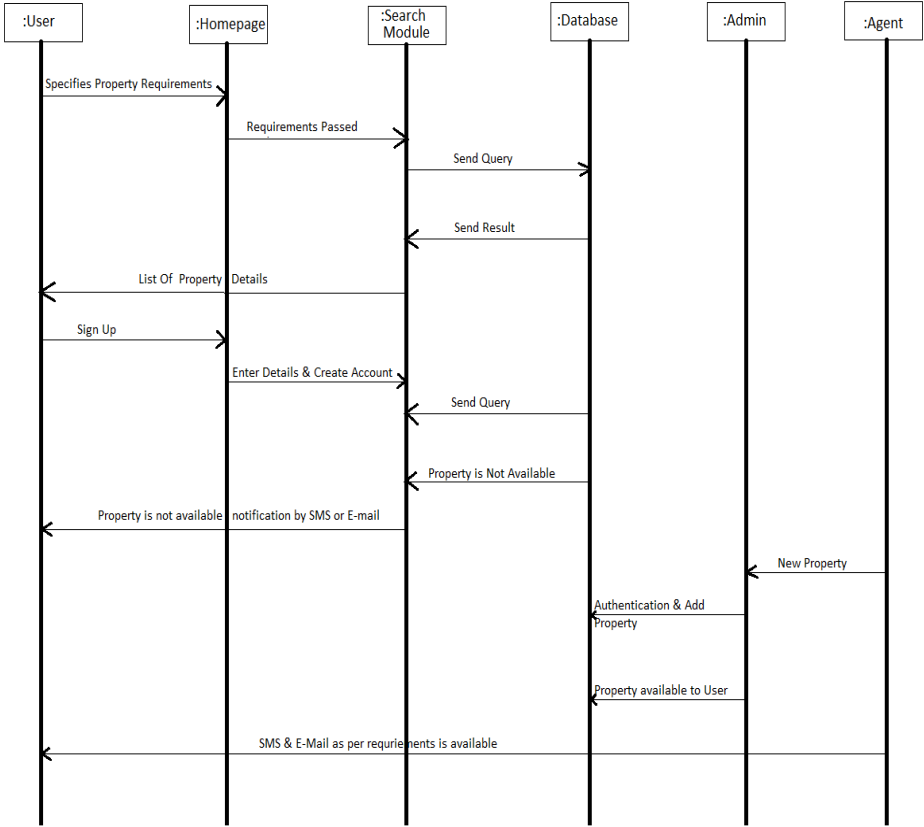 :User
:Homepage
:Search
Module
:Database
:Admin
:Agent
Specifies Property Requirements
Requirements Passed
Send Query
Send Result
List Of Property Details
Sign Up
Enter Details & Create Account
Send Query
Property is Not Available
Property is not available notification by SMS or E-mail
New Property
Authentication & Add
Property
Property available to User
SMS & E-Mail as per requriements is available